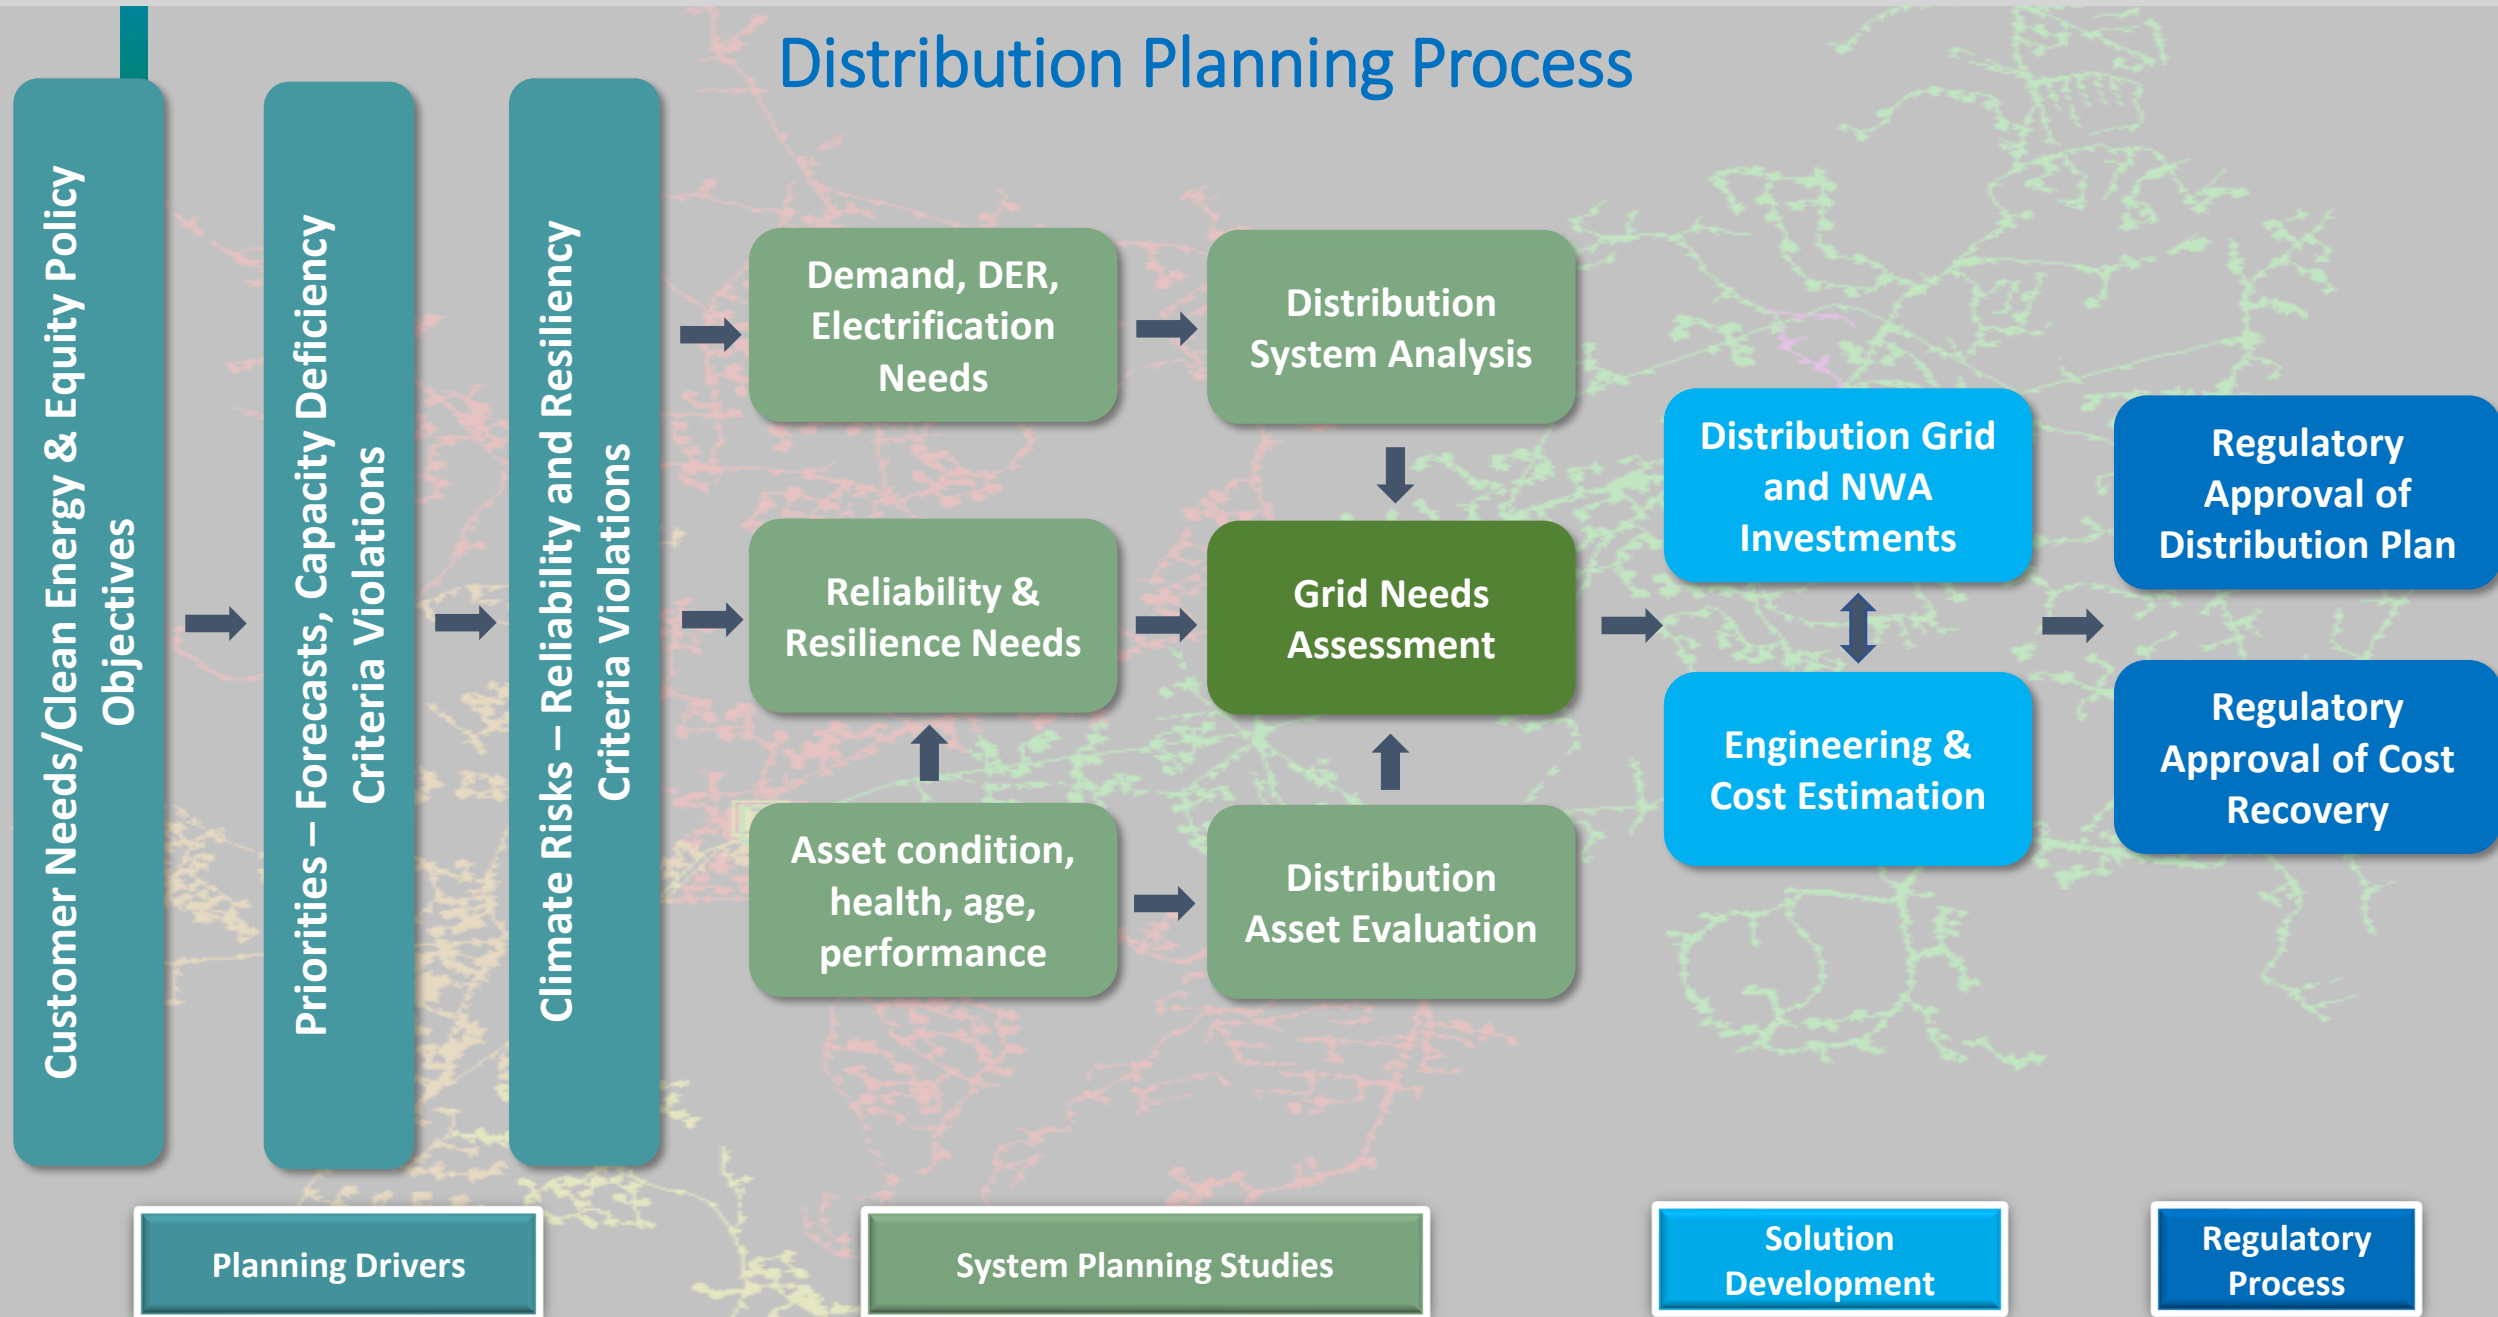 Distribution Planning Process
Customer Needs/Clean Energy & Equity Policy
Objectives
Priorities – Forecasts, Capacity Deficiency
Criteria Violations
Climate Risks – Reliability and Resiliency
Criteria Violations
Demand, DER,
Electrification
Needs
Distribution
System Analysis
Reliability &
Resilience Needs
Grid Needs
Assessment
Asset condition,
health, age,
performance
Distribution
Asset Evaluation
Distribution Grid
and NWA
Investments
Engineering &
Cost Estimation
Regulatory
Approval of
Distribution Plan
Regulatory
Approval of Cost
Recovery
Planning Drivers
System Planning Studies
Solution
Development
Regulatory
Process